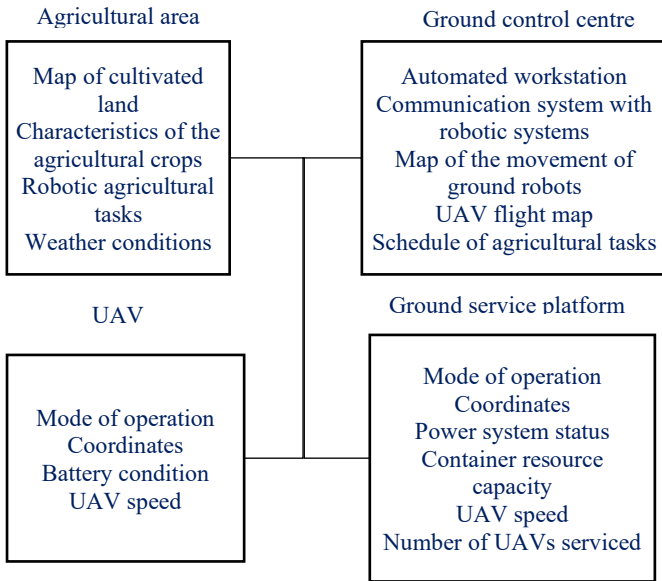 Agricultural area
Map of cultivated
land
Characteristics of the
agricultural crops
Robotic agricultural
tasks
Weather conditions
Ground control centre
Automated workstation
Communication system with
robotic systems
Map of the movement of
ground robots
UAV flight map
Schedule of agricultural tasks
UAV
Mode of operation
Coordinates
Battery condition
UAV speed
Ground service platform
Mode of operation
Coordinates
Power system status
Container resource
capacity
UAV speed
Number of UAVs serviced